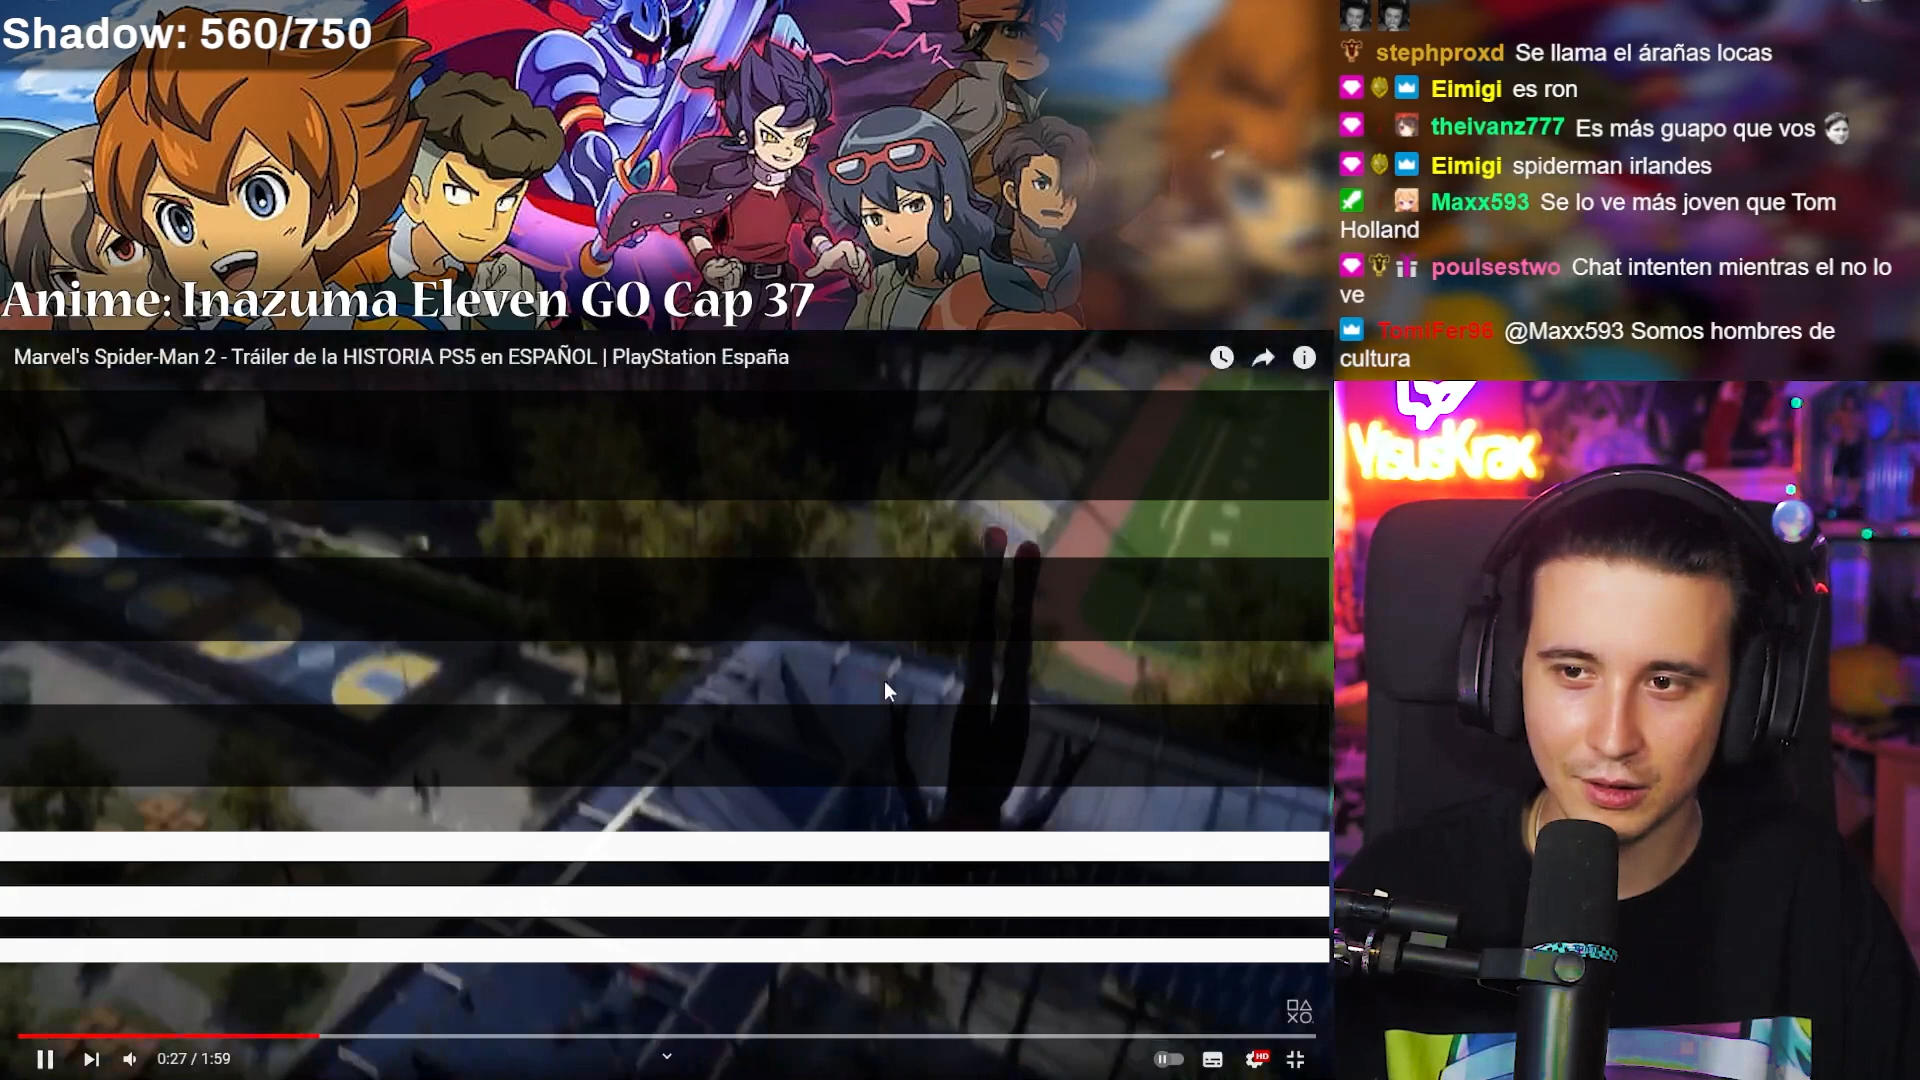 Shadow: 560/750
Anime: Inazuma Eleven GO Cap 37
Marvel's Spider-Man 2 - Tráiler de la HISTORIA PS5 en ESPAÑOL | PlayStation España
0:27 / 1:59
HD
stephproxd Se llama el árañas locas
Eimigi es ron
theivanz777 Es más guapo que vos
Eimigi spiderman irlandes
Maxx593 Se lo ve más joven que Tom
Holland
poulsestwo Chat intenten mientras el no lo
ve
TomiFer96 @Maxx593 Somos hombres de
cultura
VisusKrax